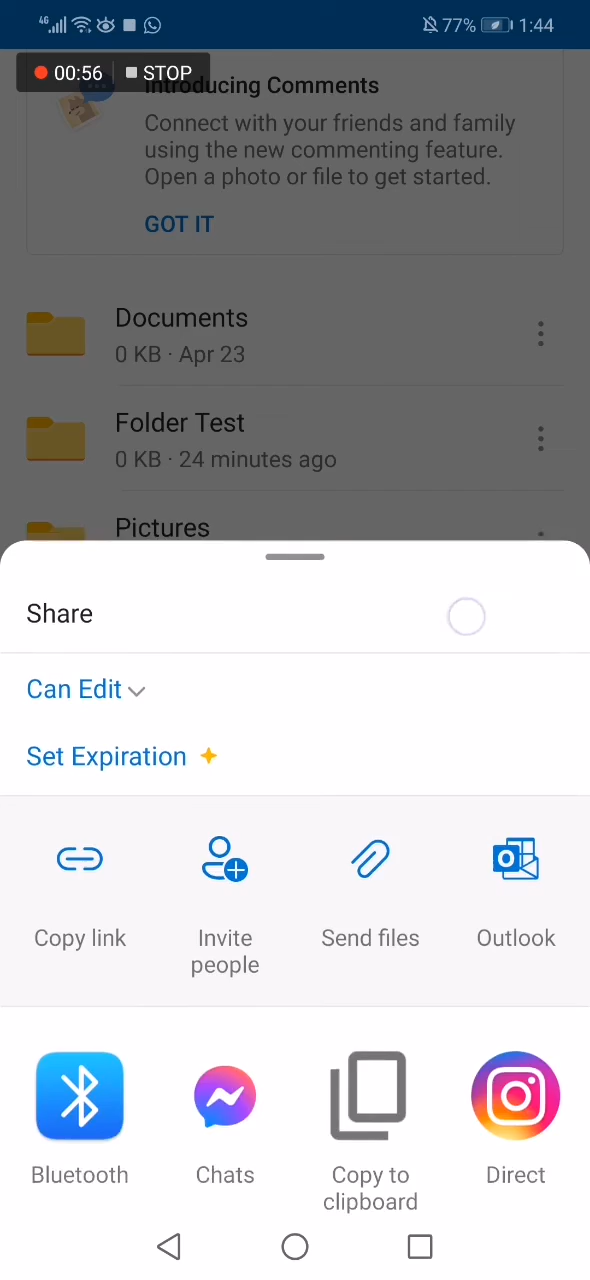 4G 77% 1:44
00:56 STOP
Introducing Comments
Connect with your friends and family
using the new commenting feature.
Open a photo or file to get started.
GOT IT
Documents
0 KB · Apr 23
Folder Test
0 KB · 24 minutes ago
Pictures
Share
Can Edit
Set Expiration
Copy link
Invite
people
Send files
Outlook
Bluetooth
Chats
Copy to
clipboard
Direct